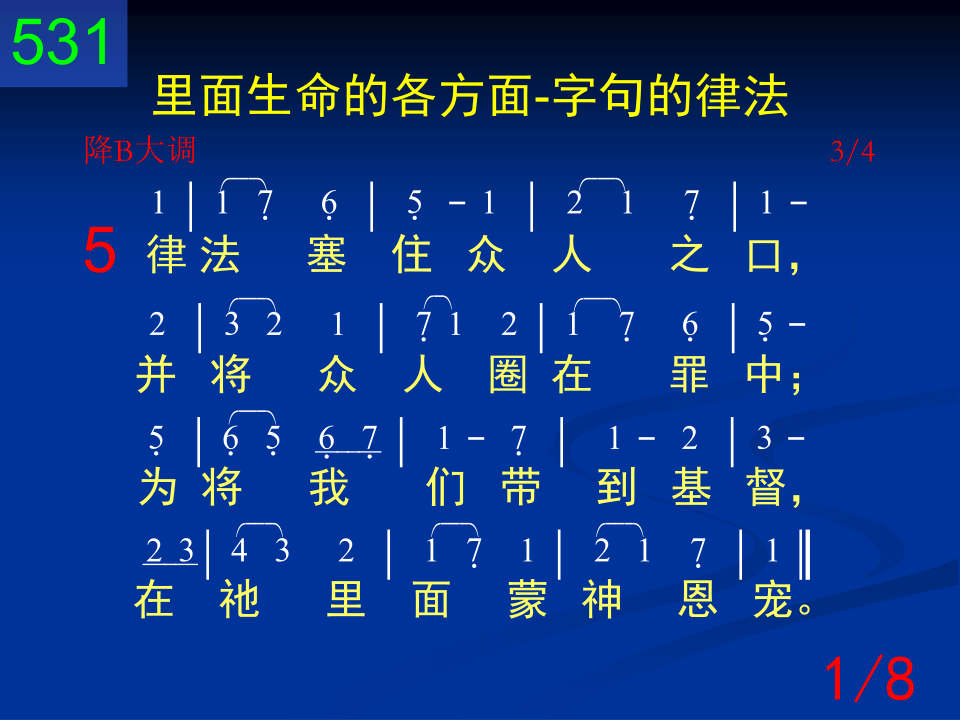 531
里面生命的各方面-字句的律法
降B大调 3/4
1 | 1 7̣ 6̣ | 5̣ - 1 | 2 1 7̣ | 1 -
5 律法 塞 住 众 人 之 口，
2 | 3 2 1 | 7̣ 1 2 | 1 7̣ 6̣ | 5̣ -
并 将 众 人 圈 在 罪 中；
5̣ | 6̣ 5̣ 6̣ 7̣ | 1 - 7̣ | 1 - 2 | 3 -
为 将 我 们 带 到 基 督，
2 3 | 4 3 2 | 1 7̣ 1 | 2 1 7̣ | 1 ‖
在 祂 里 面 蒙 神 恩 宠。
1/8